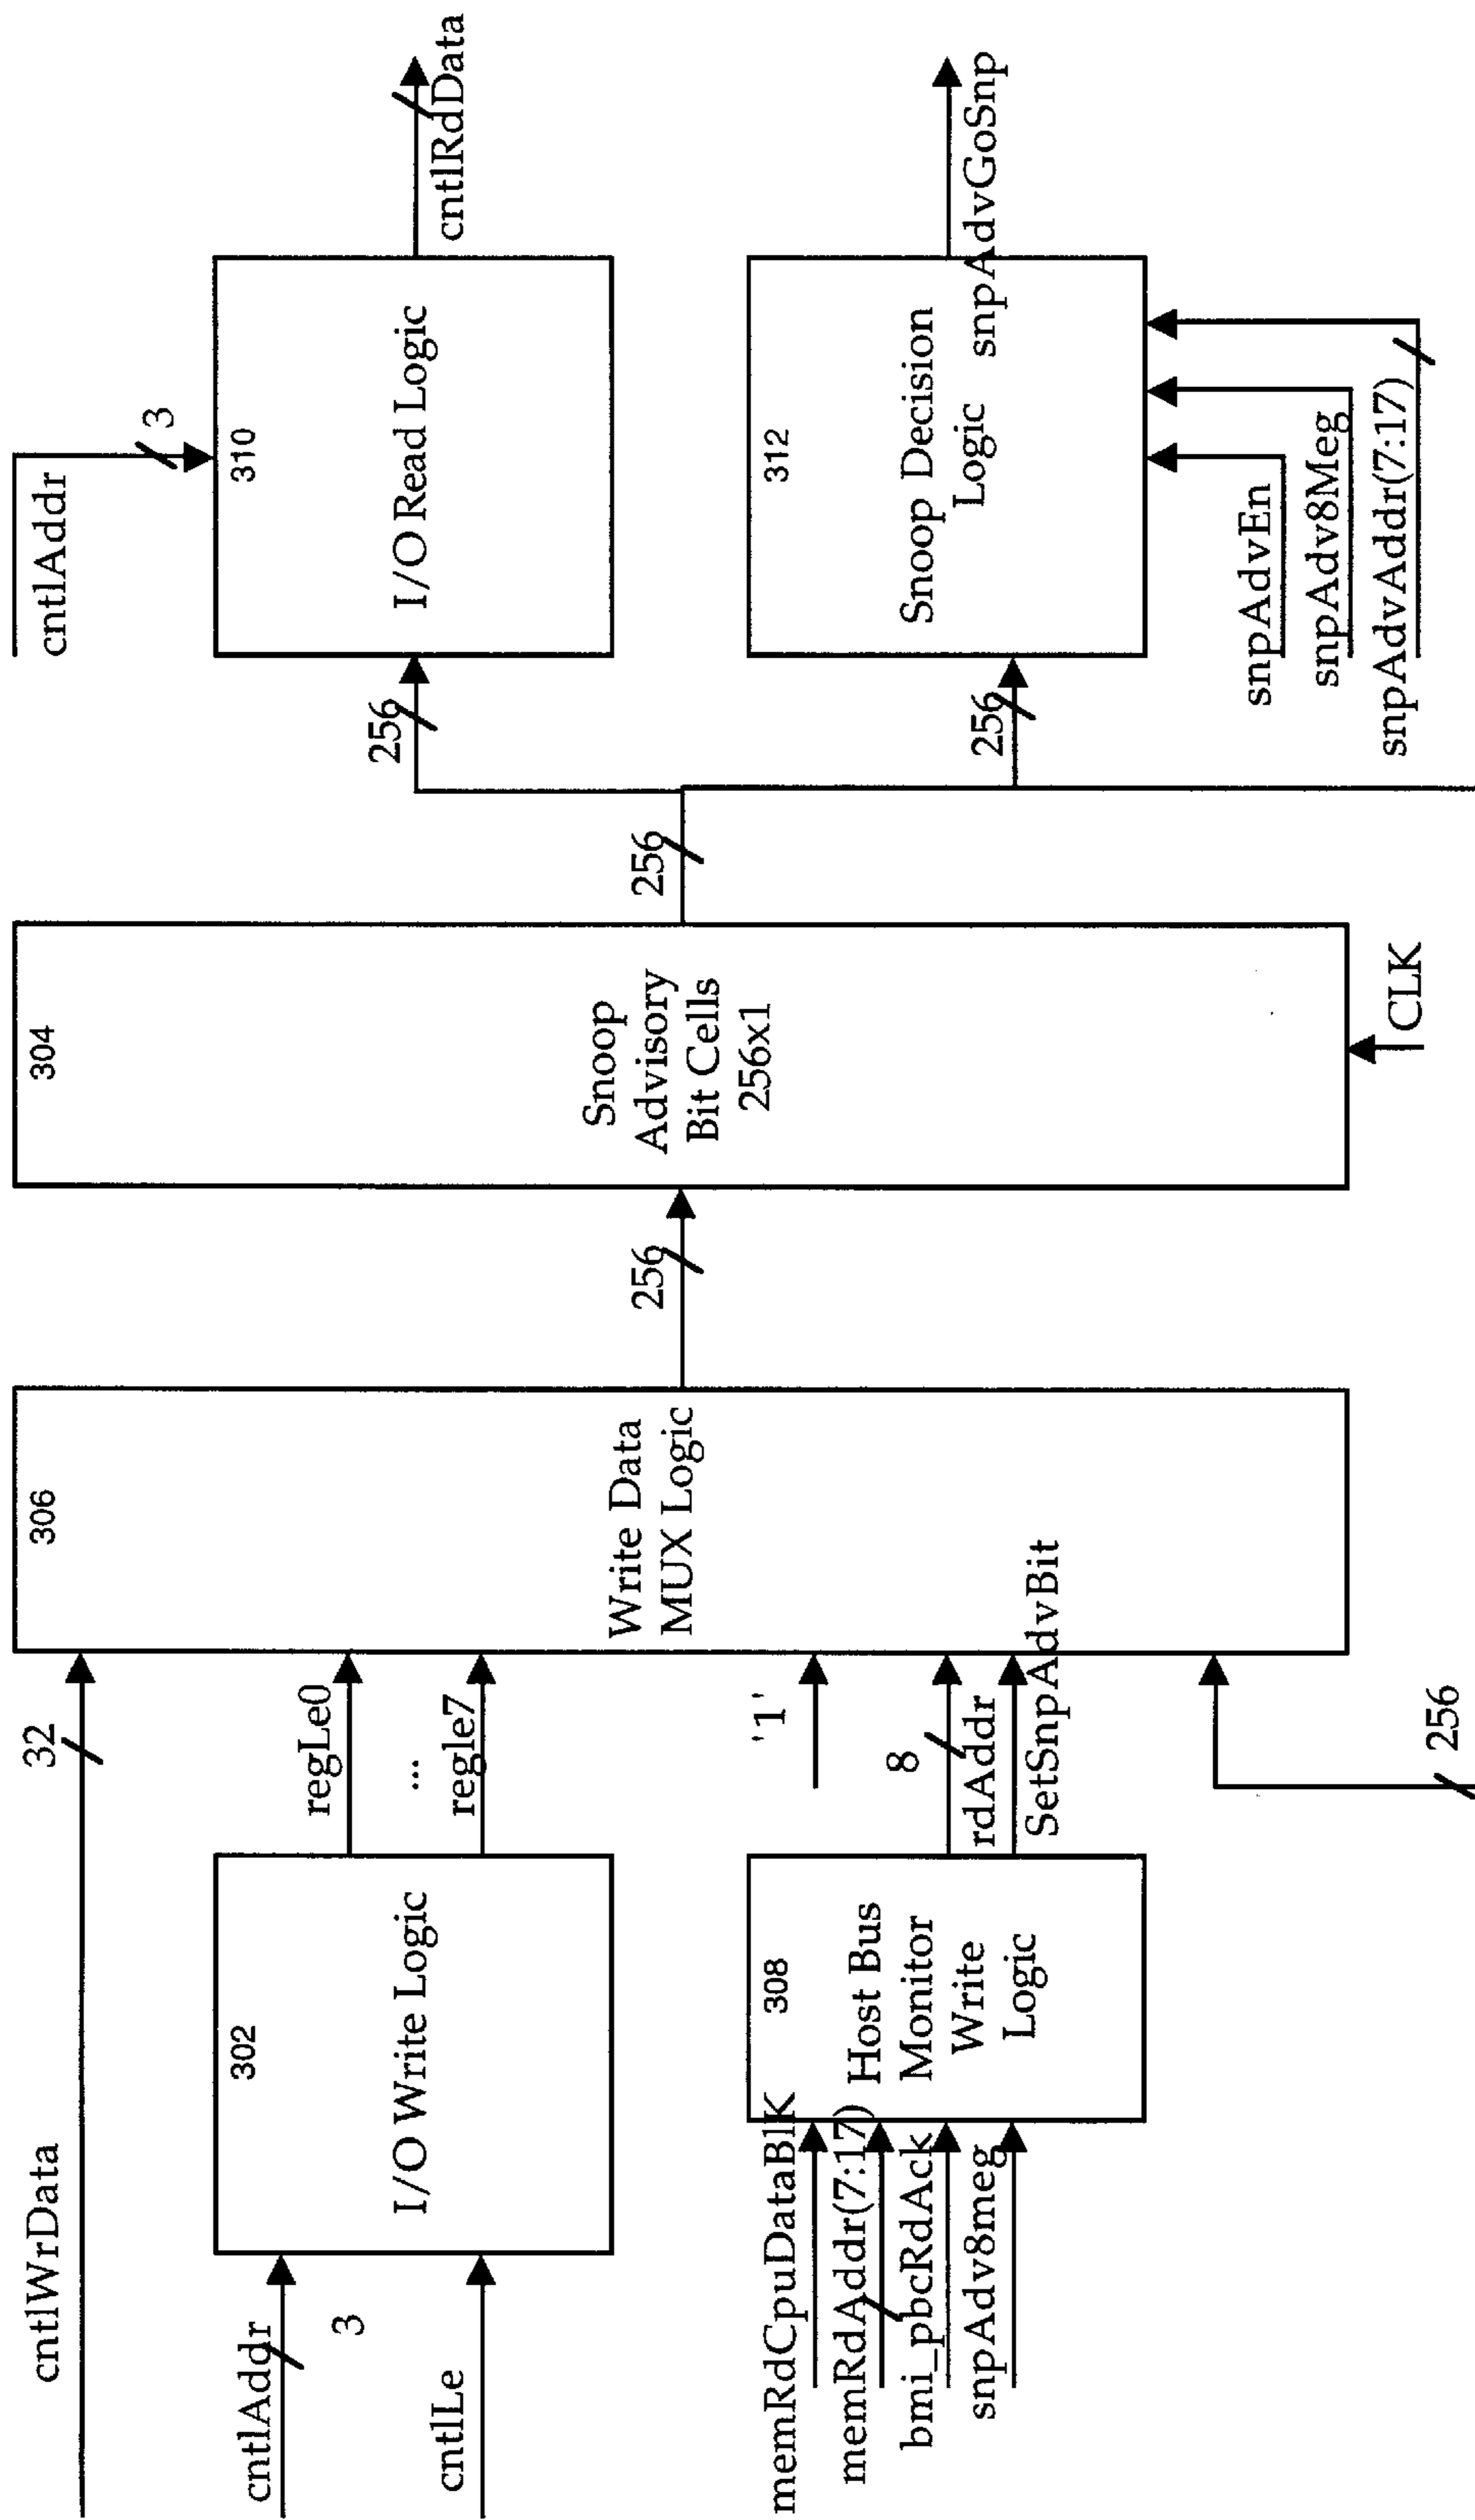 cntlWrData
32
cntlAddr
3
cntlLe
302
I/O Write Logic
regLe0
...
regle7
memRdCpuDataBlK
memRdAddr(7:17)
bmi_pbcRdAck
snpAdv8meg
308
Host Bus
Monitor
Write
Logic
'1'
8
rdAddr
SetSnpAdvBit
256
306
Write Data
MUX Logic
256
304
Snoop
Advisory
Bit Cells
256x1
CLK
256
256
256
cntlAddr
3
310
I/O Read Logic
cntlRdData
312
Snoop Decision
Logic
snpAdvGoSnp
snpAdvEn
snpAdv8Meg
snpAdvAddr(7:17)